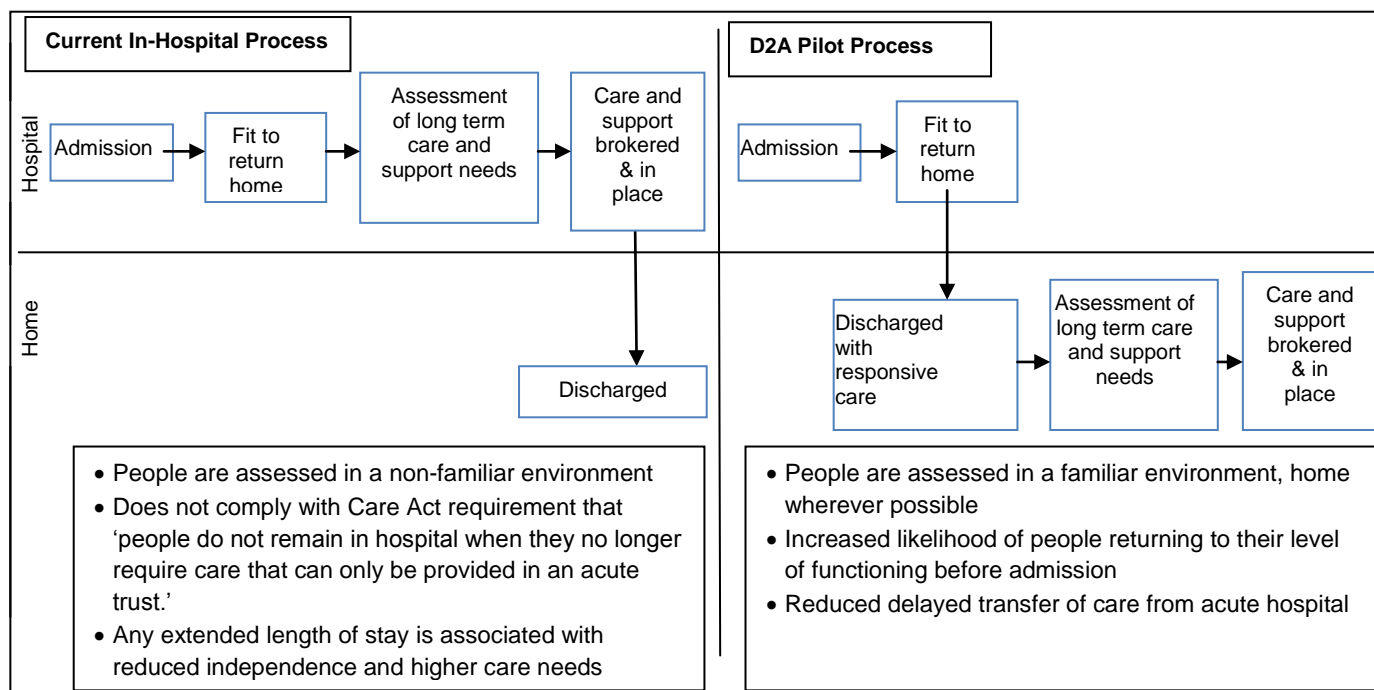 Current In-Hospital Process
Hospital
Admission
Fit to
return
home
Assessment
of long term
care and
support needs
Care and
support
brokered
& in
place
Home
Discharged
• People are assessed in a non-familiar environment
• Does not comply with Care Act requirement that
‘people do not remain in hospital when they no longer
require care that can only be provided in an acute
trust.’
• Any extended length of stay is associated with
reduced independence and higher care needs
D2A Pilot Process
Admission
Fit to
return
home
Discharged
with
responsive
care
Assessment of
long term care
and support
needs
Care and
support
brokered
& in
place
• People are assessed in a familiar environment, home
wherever possible
• Increased likelihood of people returning to their level
of functioning before admission
• Reduced delayed transfer of care from acute hospital